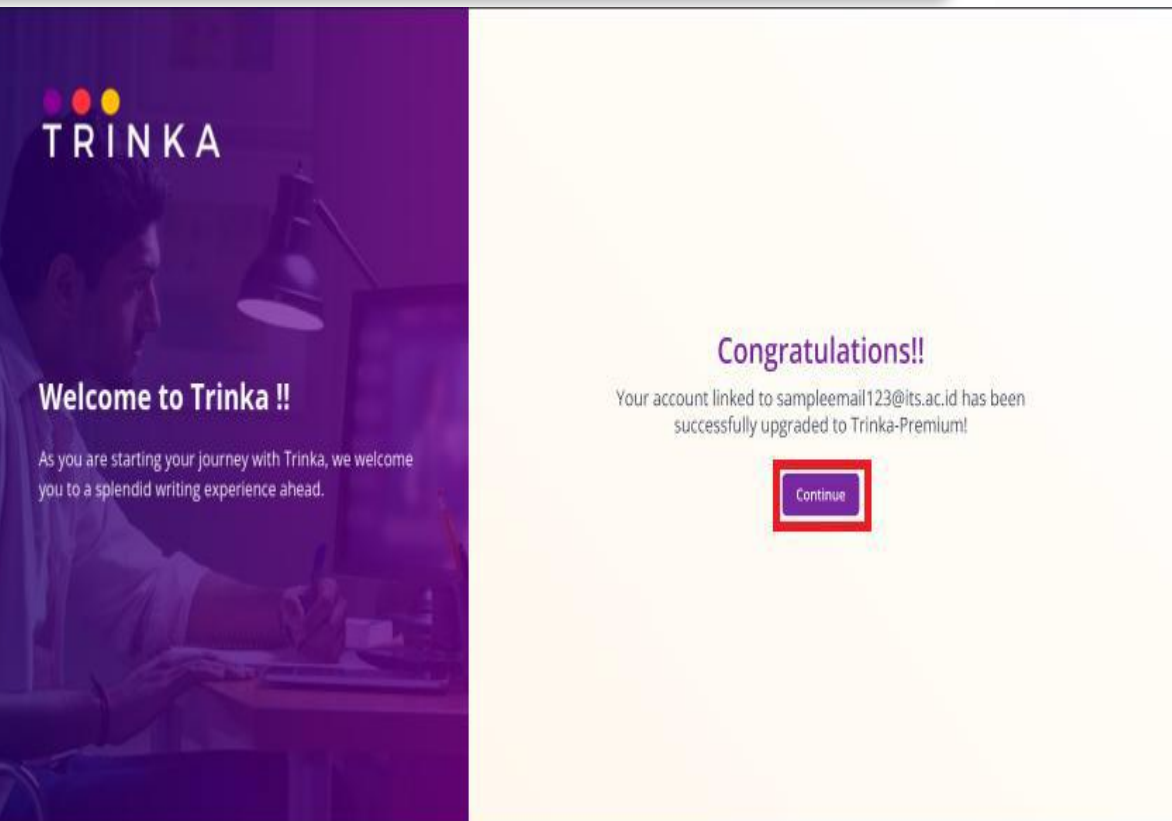 TRINKA
Welcome to Trinka !!
As you are starting your journey with Trinka, we welcome
you to a splendid writing experience ahead.
Congratulations!!
Your account linked to sampleemail123@its.ac.id has been
successfully upgraded to Trinka-Premium!
Continue